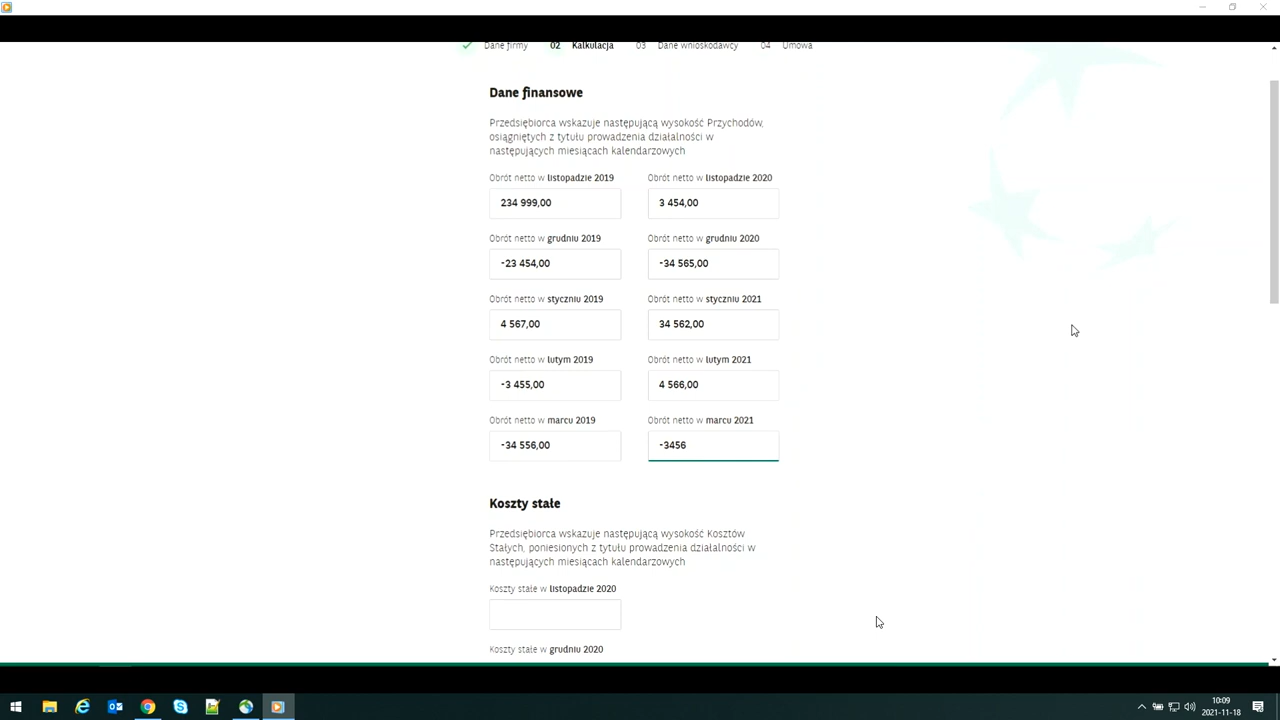 Dane firmy 02 Kalkulacja 03 Dane wnioskodawcy 04 Umowa
Dane finansowe
Przedsiębiorca wskazuje następującą wysokość Przychodów,
osiągniętych z tytułu prowadzenia działalności w
następujących miesiącach kalendarzowych
Obrót netto w listopadzie 2019 Obrót netto w listopadzie 2020
234 999,00 3 454,00
Obrót netto w grudniu 2019 Obrót netto w grudniu 2020
-23 454,00 -34 565,00
Obrót netto w styczniu 2019 Obrót netto w styczniu 2021
4 567,00 34 562,00
Obrót netto w lutym 2019 Obrót netto w lutym 2021
-3 455,00 4 566,00
Obrót netto w marcu 2019 Obrót netto w marcu 2021
-34 556,00 -3456
Koszty stałe
Przedsiębiorca wskazuje następującą wysokość Kosztów
Stałych, poniesionych z tytułu prowadzenia działalności w
następujących miesiącach kalendarzowych
Koszty stałe w listopadzie 2020
Koszty stałe w grudniu 2020
10:09
2021-11-18